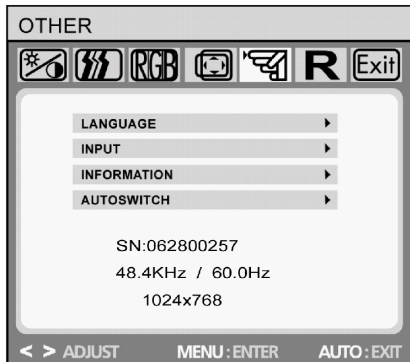 OTHER
RGB R Exit
LANGUAGE
INPUT
INFORMATION
AUTOSWITCH
SN:062800257
48.4KHz / 60.0Hz
1024x768
< > ADJUST MENU : ENTER AUTO : EXIT